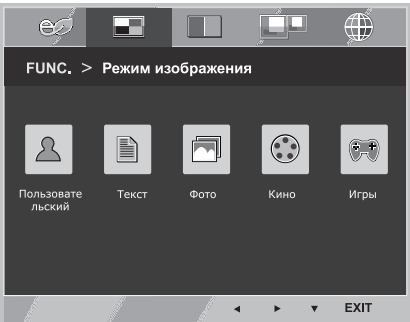 FUNC. > Режим изображения
Пользовате
льский
Текст
Фото
Кино
Игры
EXIT